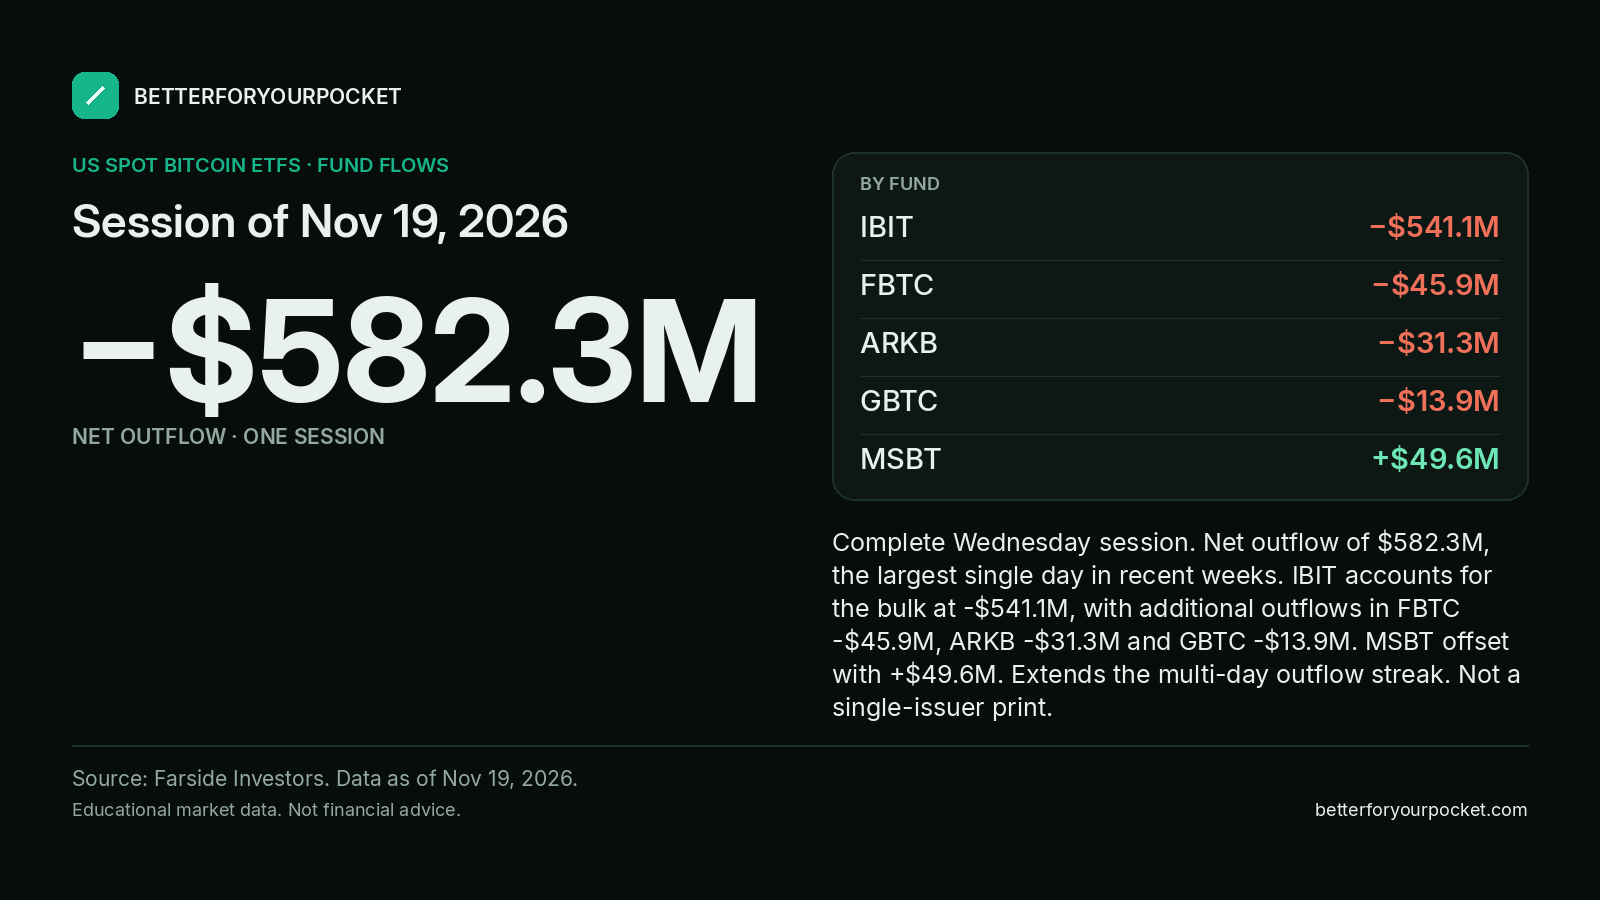 BETTERFORYOURPOCKET
US SPOT BITCOIN ETFS · FUND FLOWS
Session of Nov 19, 2026
−$582.3M
NET OUTFLOW · ONE SESSION
BY FUND
IBIT −$541.1M
FBTC −$45.9M
ARKB −$31.3M
GBTC −$13.9M
MSBT +$49.6M
Complete Wednesday session. Net outflow of $582.3M,
the largest single day in recent weeks. IBIT accounts for
the bulk at -$541.1M, with additional outflows in FBTC
-$45.9M, ARKB -$31.3M and GBTC -$13.9M. MSBT offset
with +$49.6M. Extends the multi-day outflow streak. Not a
single-issuer print.
Source: Farside Investors. Data as of Nov 19, 2026.
Educational market data. Not financial advice.
betterforyourpocket.com